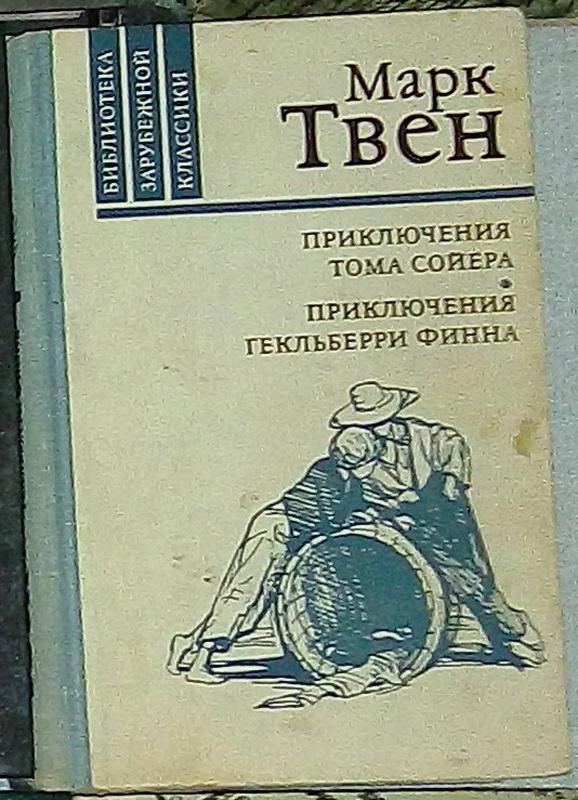 БИБЛИОТЕКА
ЗАРУБЕЖНОЙ
КЛАССИКИ
Марк
Твен
ПРИКЛЮЧЕНИЯ
ТОМА СОЙЕРА
ПРИКЛЮЧЕНИЯ
ГЕКЛЬБЕРРИ ФИННА